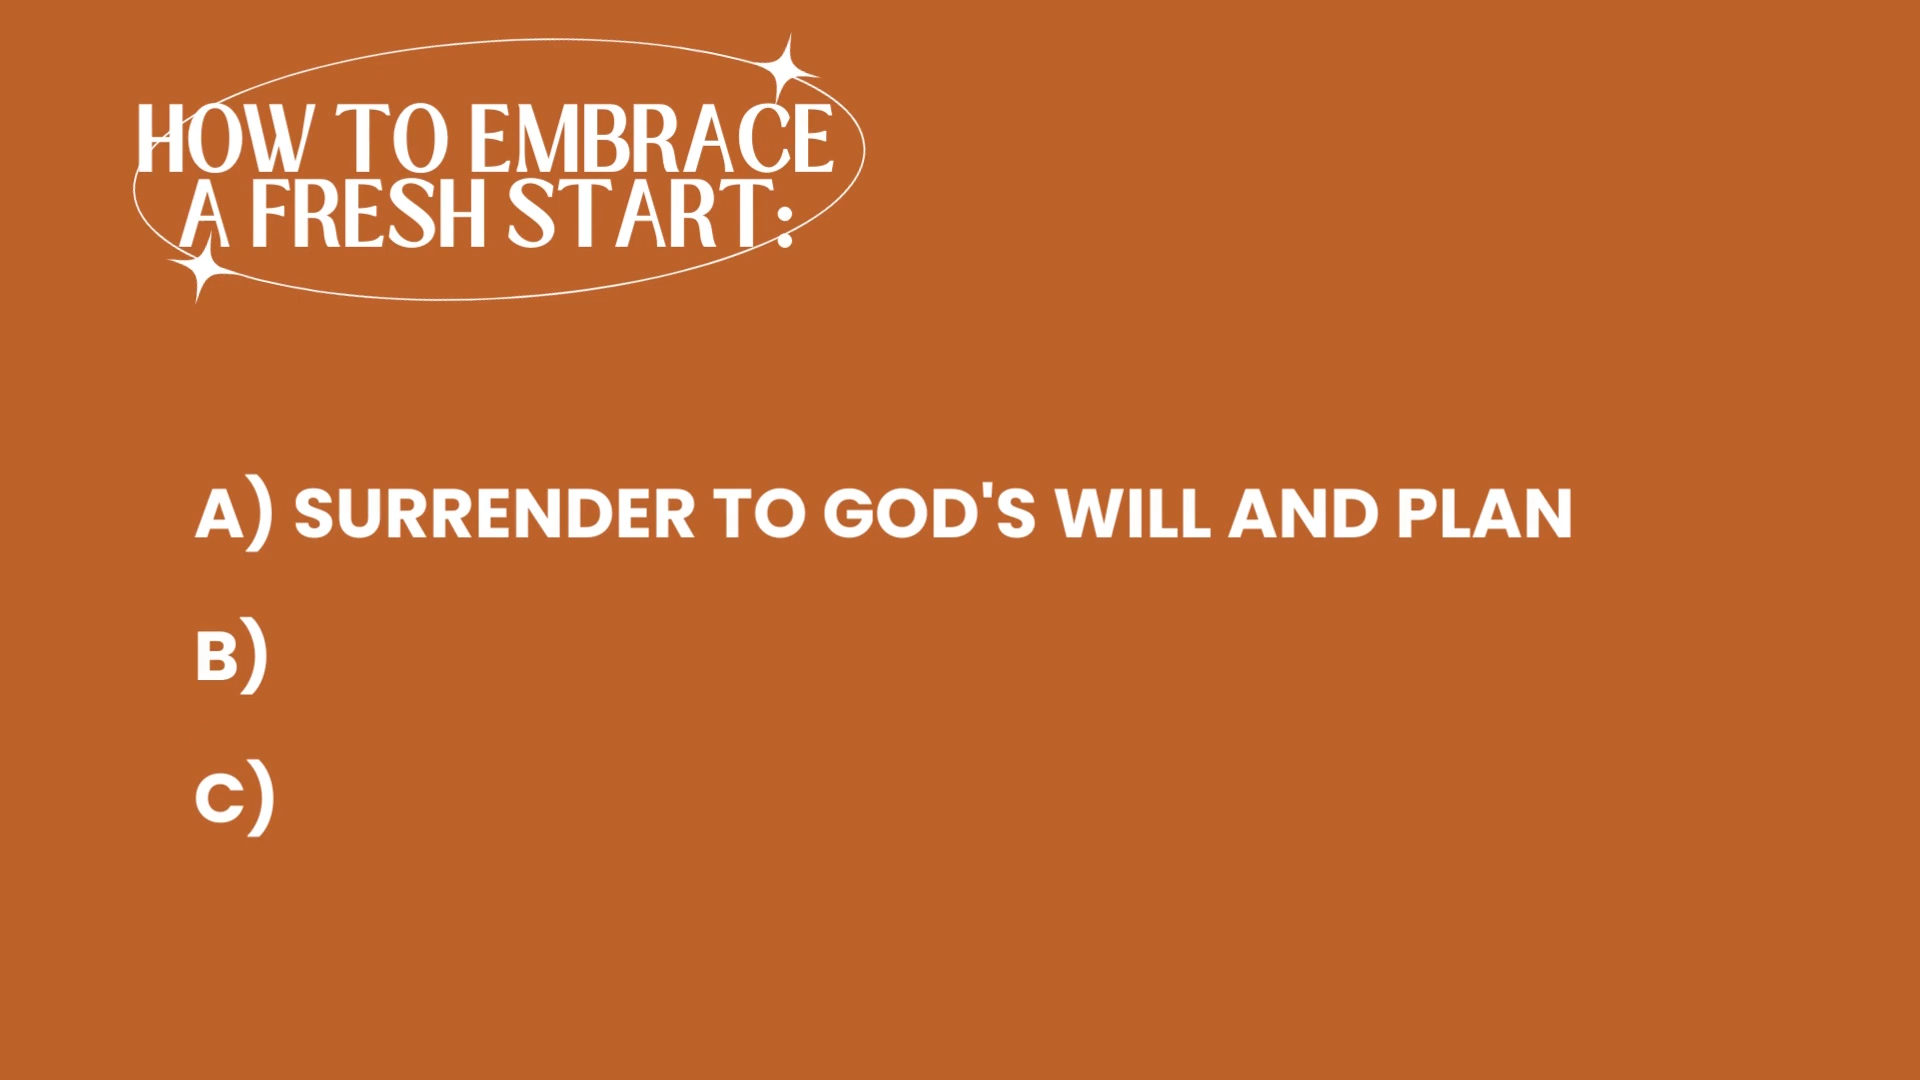 HOW TO EMBRACE
A FRESH START:
A) SURRENDER TO GOD'S WILL AND PLAN
B)
C)